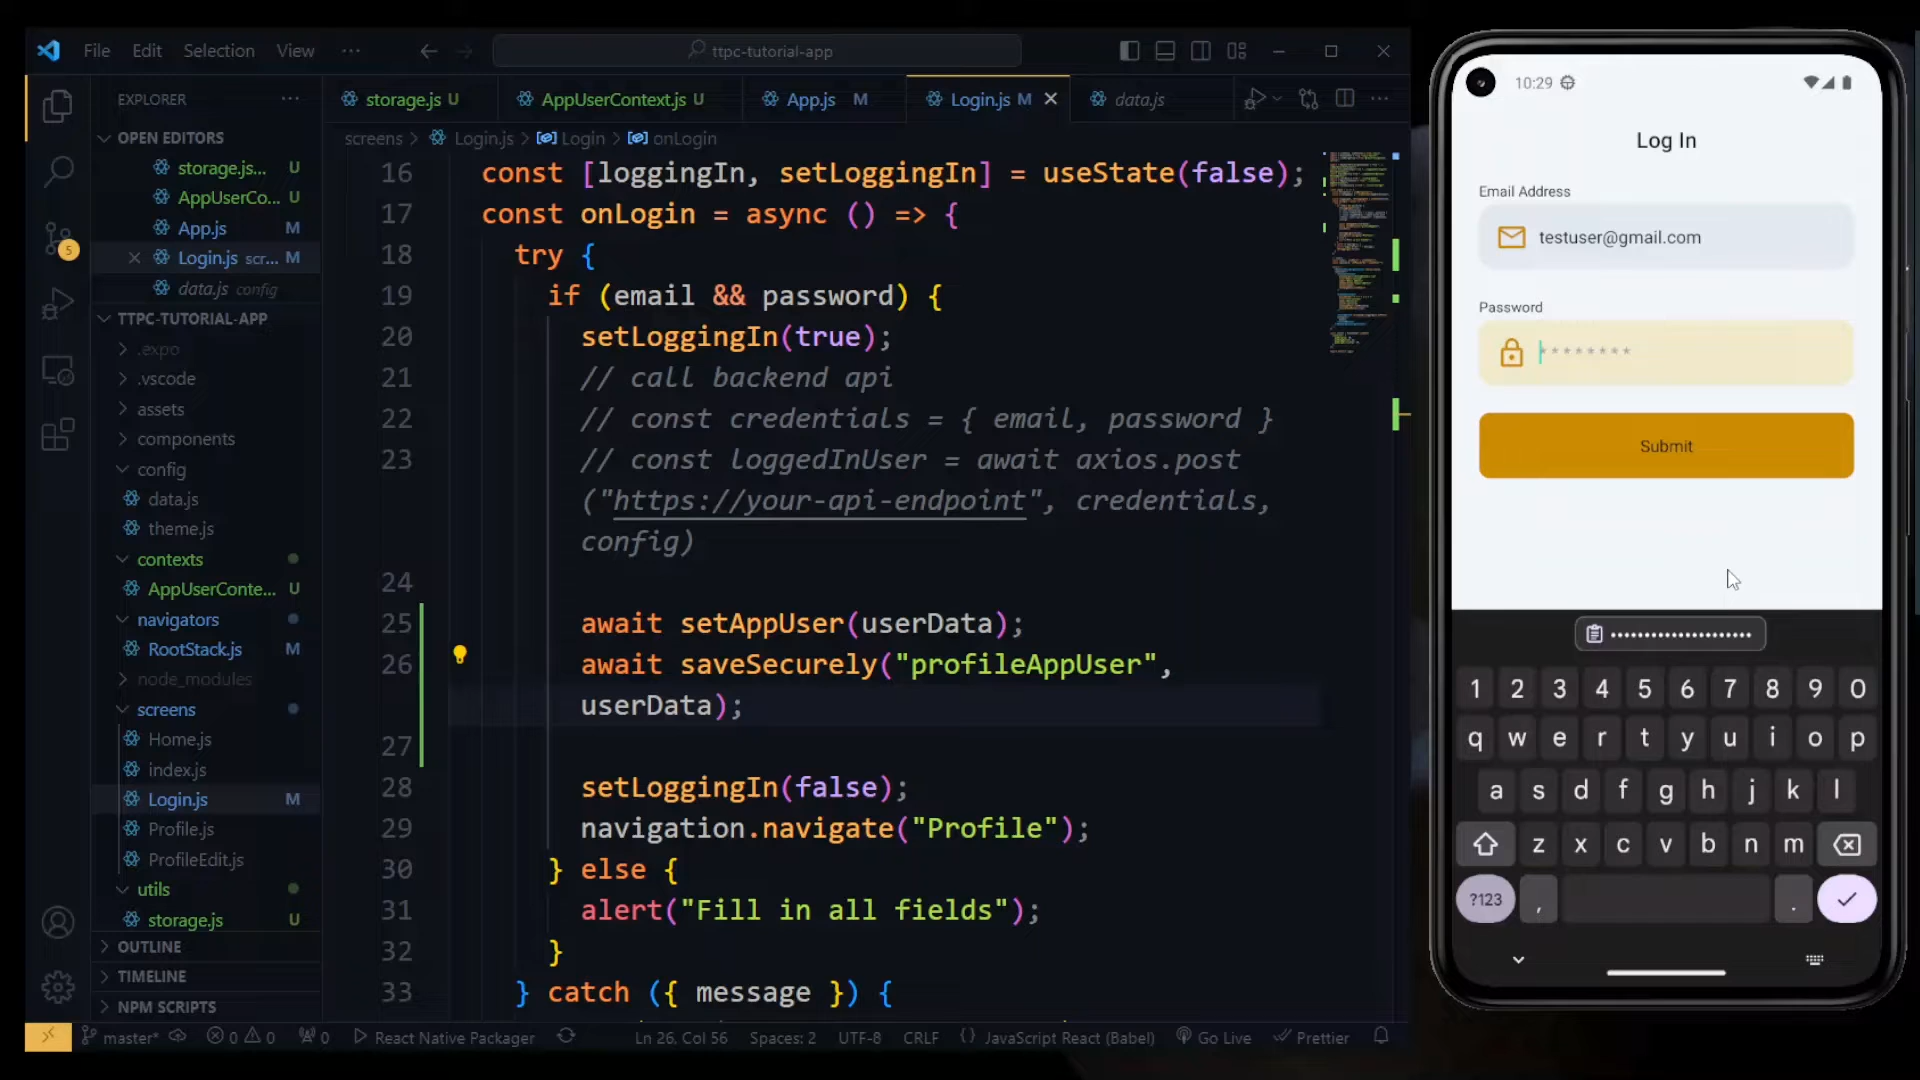 File Edit Selection View ···
ttpc-tutorial-app
EXPLORER ···
OPEN EDITORS
storage.js... U
AppUserCo... U
App.js M
Login.js scr... M
data.js config
5
TTPC-TUTORIAL-APP
.expo
.vscode
assets
components
config
data.js
theme.js
contexts
AppUserConte... U
navigators
RootStack.js M
node_modules
screens
Home.js
index.js
Login.js M
Profile.js
ProfileEdit.js
utils
storage.js U
OUTLINE
TIMELINE
NPM SCRIPTS
storage.js U AppUserContext.js U App.js M Login.js M data.js ···
screens > Login.js > Login > onLogin
16 const [loggingIn, setLoggingIn] = useState(false);
17 const onLogin = async () => {
18 try {
19 if (email && password) {
20 setLoggingIn(true);
21 // call backend api
22 // const credentials = { email, password }
23 // const loggedInUser = await axios.post
("https://your-api-endpoint", credentials,
config)
24
25 await setAppUser(userData);
26 await saveSecurely("profileAppUser",
userData);
27
28 setLoggingIn(false);
29 navigation.navigate("Profile");
30 } else {
31 alert("Fill in all fields");
32 }
33 } catch ({ message }) {
master* 0 0 0 React Native Packager Ln 26, Col 56 Spaces: 2 UTF-8 CRLF {} JavaScript React (Babel) Go Live Prettier
10:29
Log In
Email Address
testuser@gmail.com
Password
********
Submit
••••••••••••••••••••••
1 2 3 4 5 6 7 8 9 0
q w e r t y u i o p
a s d f g h j k l
z x c v b n m
?123 , .